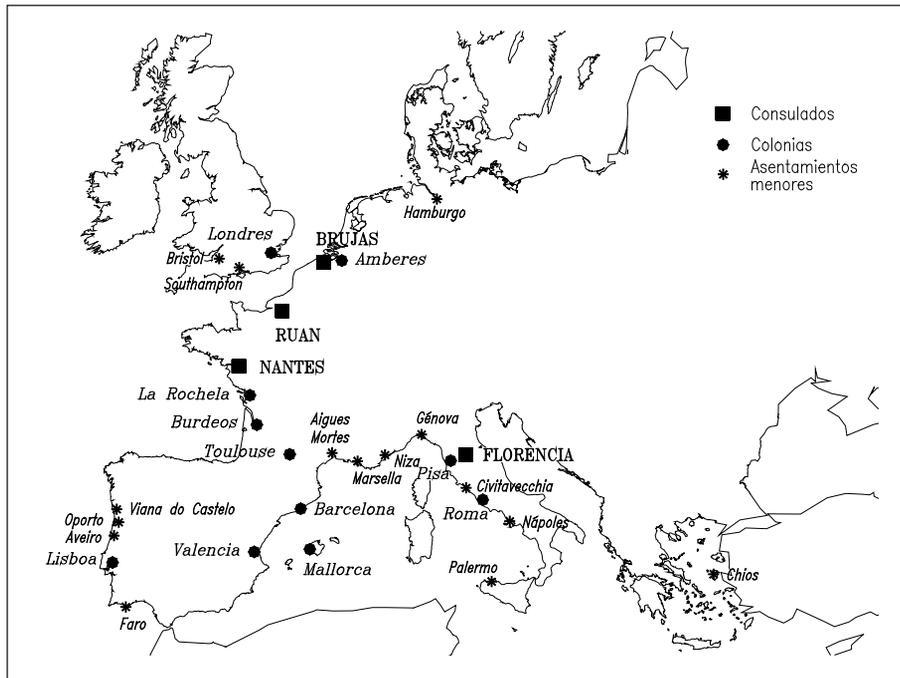 Consulados
Colonias
Asentamientos
menores
Hamburgo
Londres
BRUJAS
Bristol
Amberes
Southampton
RUAN
NANTES
La Rochela
Burdeos
Aigues
Mortes
Génova
Toulouse
Niza
FLORENCIA
Marsella
Pisa
Civitavecchia
Viana do Castelo
Barcelona
Roma
Oporto
Nápoles
Aveiro
Valencia
Lisboa
Mallorca
Palermo
Chios
Faro